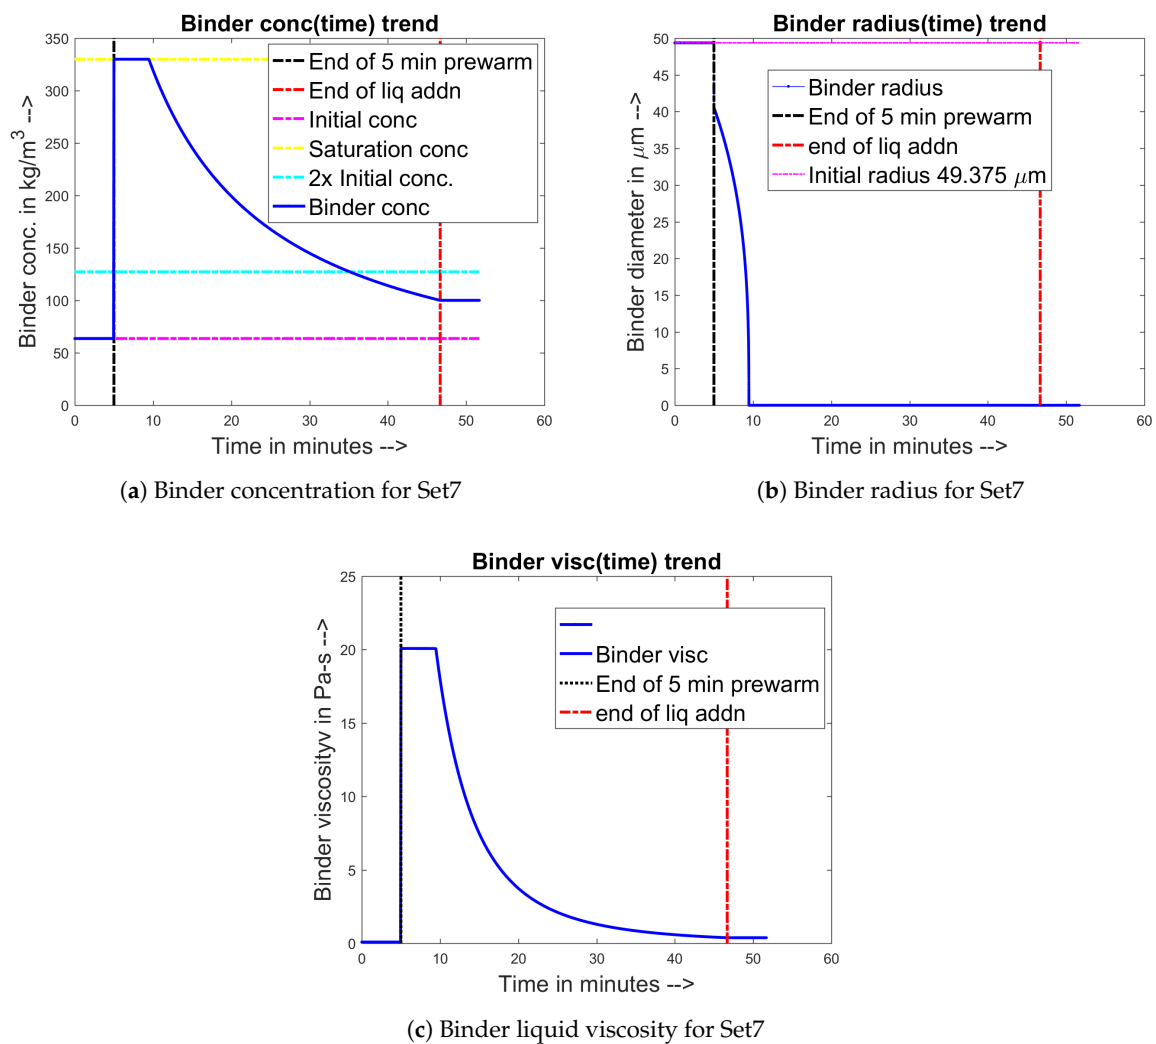 Binder conc(time) trend
350
300
250
200
150
100
50
0
0 10 20 30 40 50 60
Binder conc. in kg/m³ -->
Time in minutes -->
End of 5 min prewarm
End of liq addn
Initial conc
Saturation conc
2x Initial conc.
Binder conc
(a) Binder concentration for Set7
Binder radius(time) trend
50
45
40
35
30
25
20
15
10
5
0
0 10 20 30 40 50 60
Binder diameter in μm -->
Time in minutes -->
Binder radius
End of 5 min prewarm
end of liq addn
Initial radius 49.375 μm
(b) Binder radius for Set7
Binder visc(time) trend
25
20
15
10
5
0
0 10 20 30 40 50 60
Binder viscosityv in Pa-s -->
Time in minutes -->
Binder visc
End of 5 min prewarm
end of liq addn
(c) Binder liquid viscosity for Set7